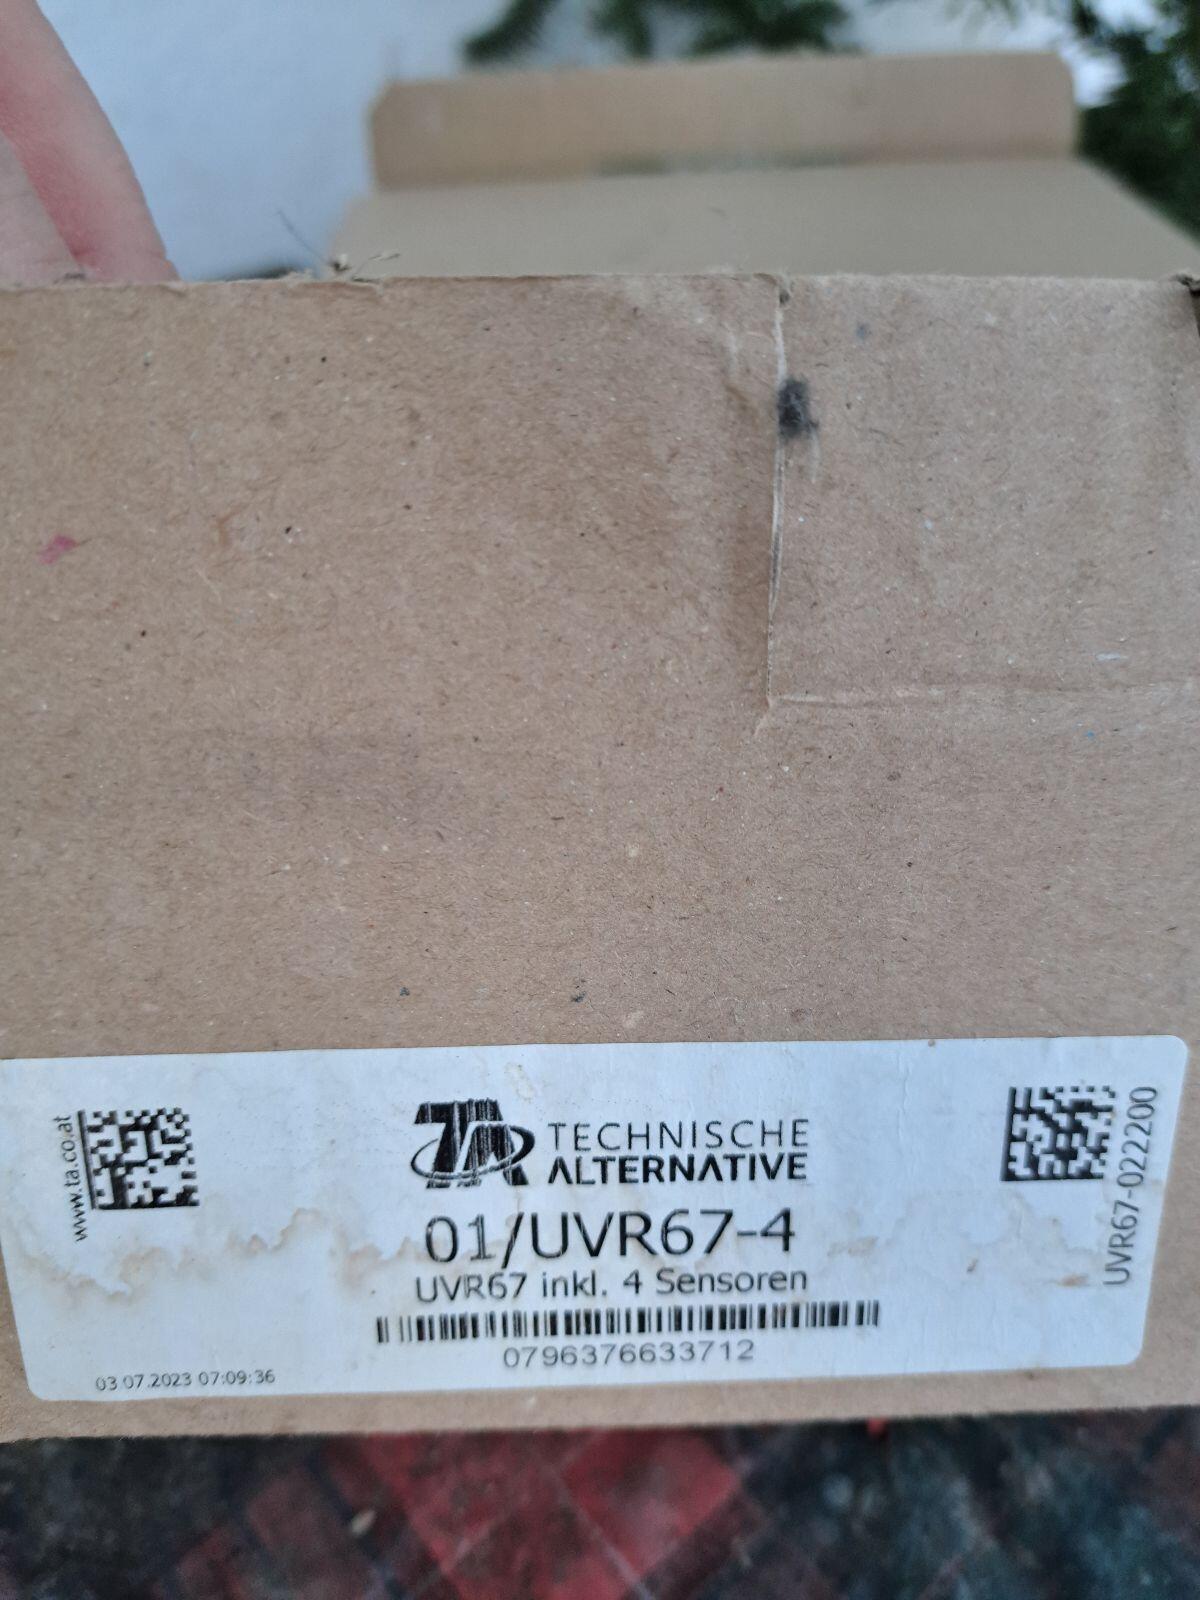 www.ta.co.at
TA TECHNISCHE
ALTERNATIVE
01/UVR67-4
UVR67 inkl. 4 Sensoren
0796376633712
03.07.2023 07:09:36
UVR67-022200